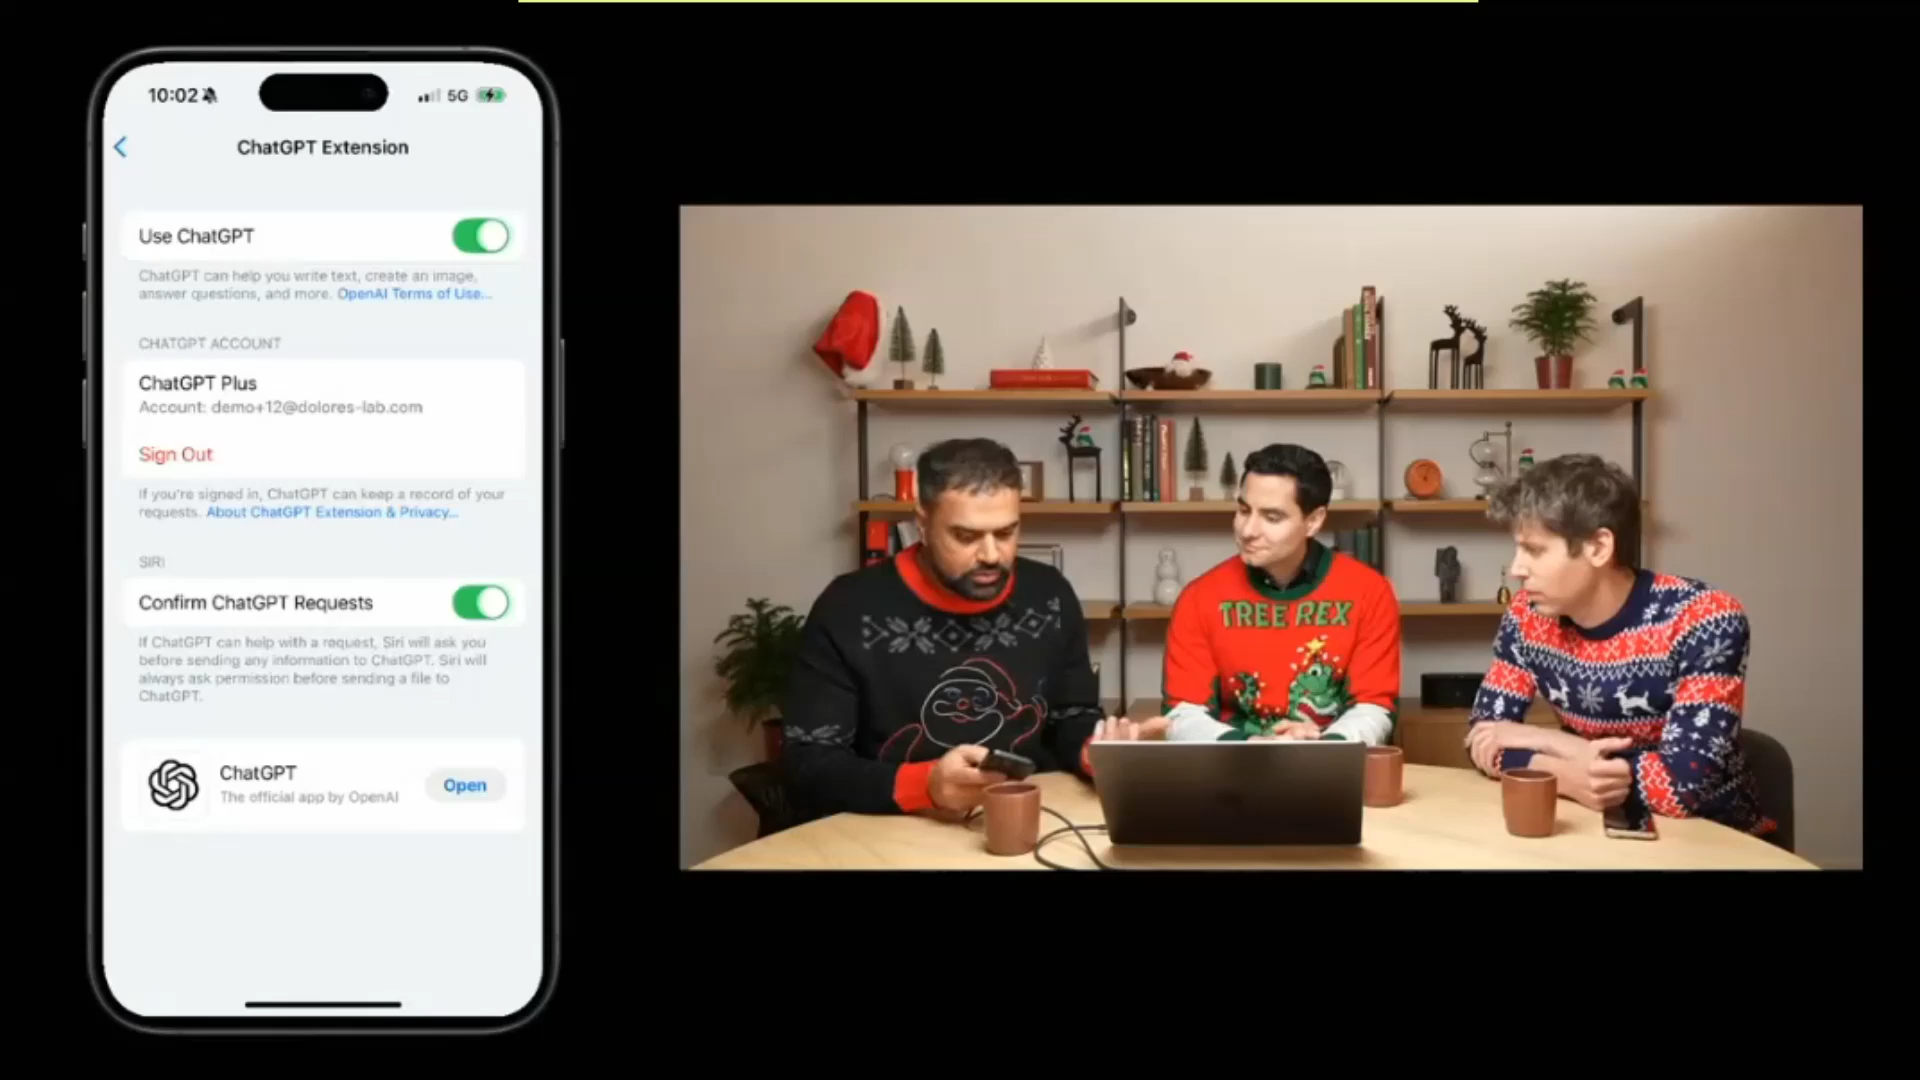 10:02
5G
ChatGPT Extension
Use ChatGPT
ChatGPT can help you write text, create an image,
answer questions, and more. OpenAI Terms of Use...
CHATGPT ACCOUNT
ChatGPT Plus
Account: demo+12@dolores-lab.com
Sign Out
If you're signed in, ChatGPT can keep a record of your
requests. About ChatGPT Extension & Privacy...
SIRI
Confirm ChatGPT Requests
If ChatGPT can help with a request, Siri will ask you
before sending any information to ChatGPT. Siri will
always ask permission before sending a file to
ChatGPT.
ChatGPT
The official app by OpenAI
Open
TREE REX